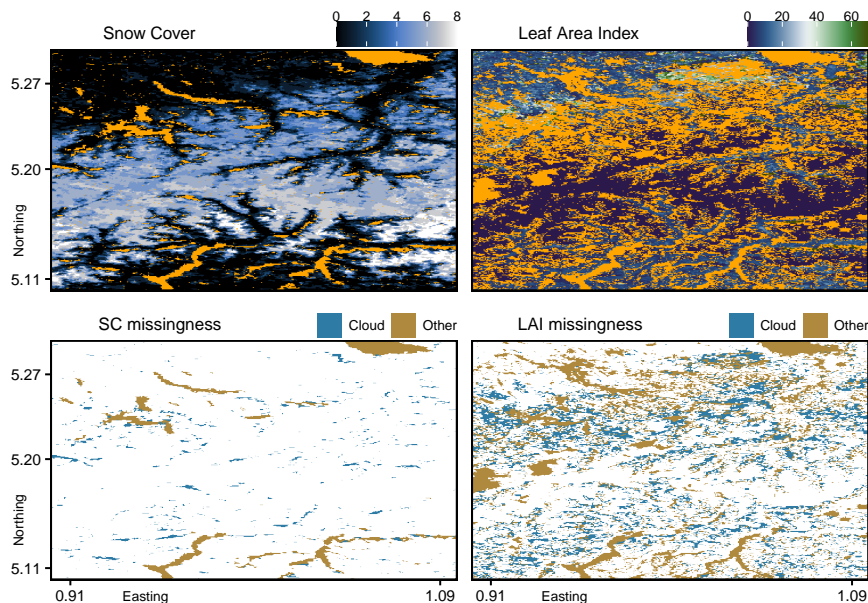 Snow Cover
0 2 4 6 8
Leaf Area Index
0 20 40 60
5.27
5.20
5.11
Northing
SC missingness
Cloud Other
LAI missingness
Cloud Other
5.27
5.20
5.11
Northing
0.91 Easting 1.09
0.91 Easting 1.09